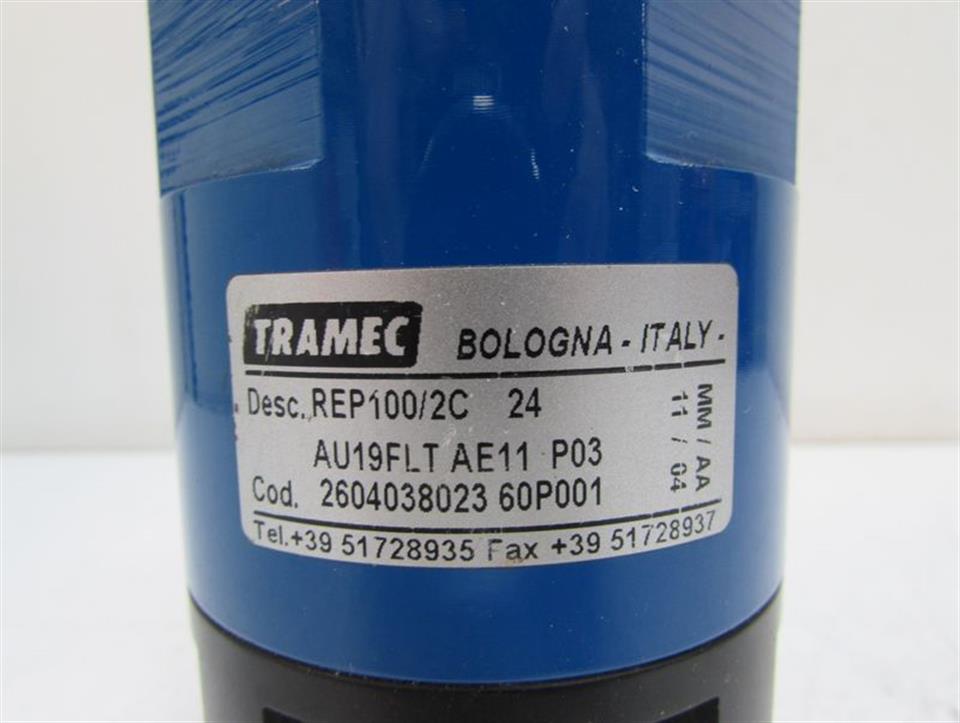 TRAMEC BOLOGNA - ITALY -
Desc. REP100/2C 24
AU19FLT AE11 P03
Cod. 2604038023 60P001
MM / AA
11 / 04
Tel.+39 51728935 Fax +39 51728937